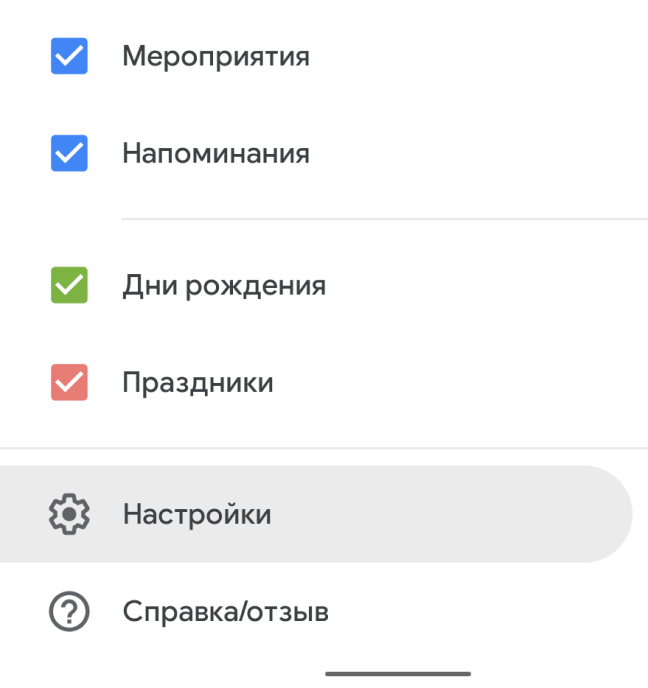 Мероприятия
Напоминания
Дни рождения
Праздники
Настройки
Справка/отзыв